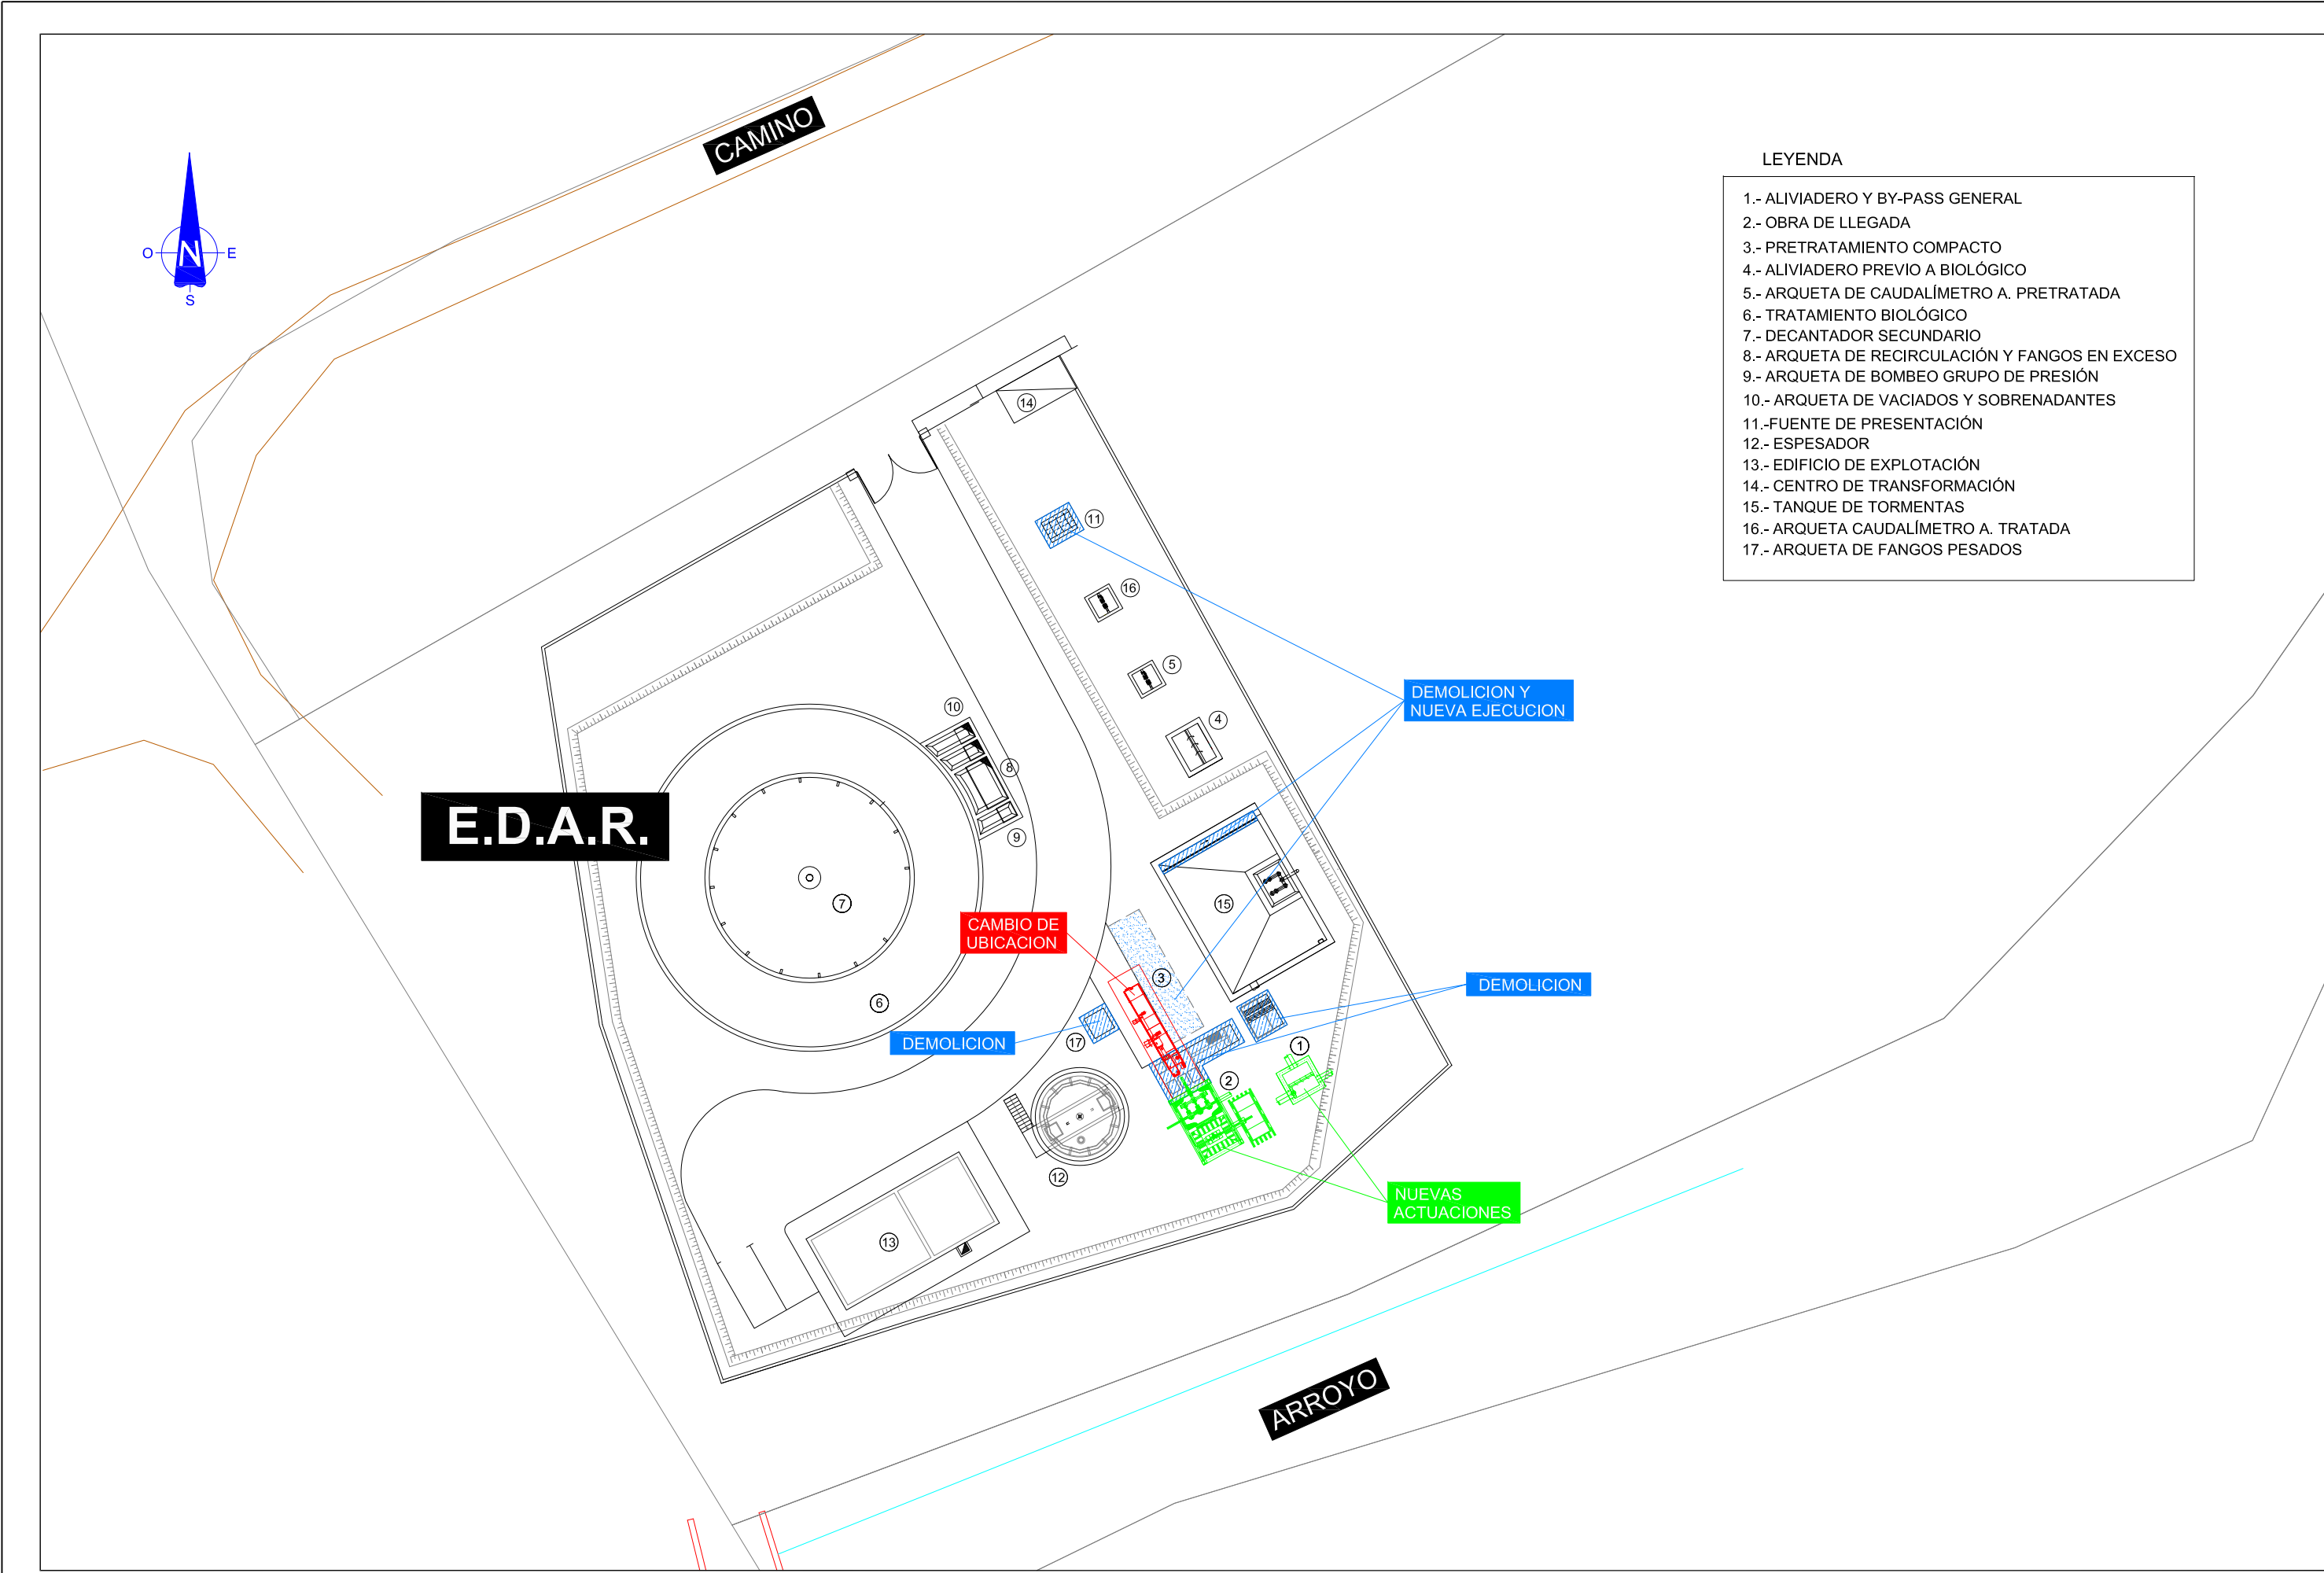 CAMINO
N
O
E
S
LEYENDA
1.- ALIVIADERO Y BY-PASS GENERAL
2.- OBRA DE LLEGADA
3.- PRETRATAMIENTO COMPACTO
4.- ALIVIADERO PREVIO A BIOLÓGICO
5.- ARQUETA DE CAUDALÍMETRO A. PRETRATADA
6.- TRATAMIENTO BIOLÓGICO
7.- DECANTADOR SECUNDARIO
8.- ARQUETA DE RECIRCULACIÓN Y FANGOS EN EXCESO
9.- ARQUETA DE BOMBEO GRUPO DE PRESIÓN
10.- ARQUETA DE VACIADOS Y SOBRENADANTES
11.-FUENTE DE PRESENTACIÓN
12.- ESPESADOR
13.- EDIFICIO DE EXPLOTACIÓN
14.- CENTRO DE TRANSFORMACIÓN
15.- TANQUE DE TORMENTAS
16.- ARQUETA CAUDALÍMETRO A. TRATADA
17.- ARQUETA DE FANGOS PESADOS
14
11
16
5
4
10
8
9
DEMOLICION Y
NUEVA EJECUCION
E.D.A.R.
7
15
CAMBIO DE
UBICACION
3
6
DEMOLICION
DEMOLICION
17
1
2
12
NUEVAS
ACTUACIONES
13
ARROYO